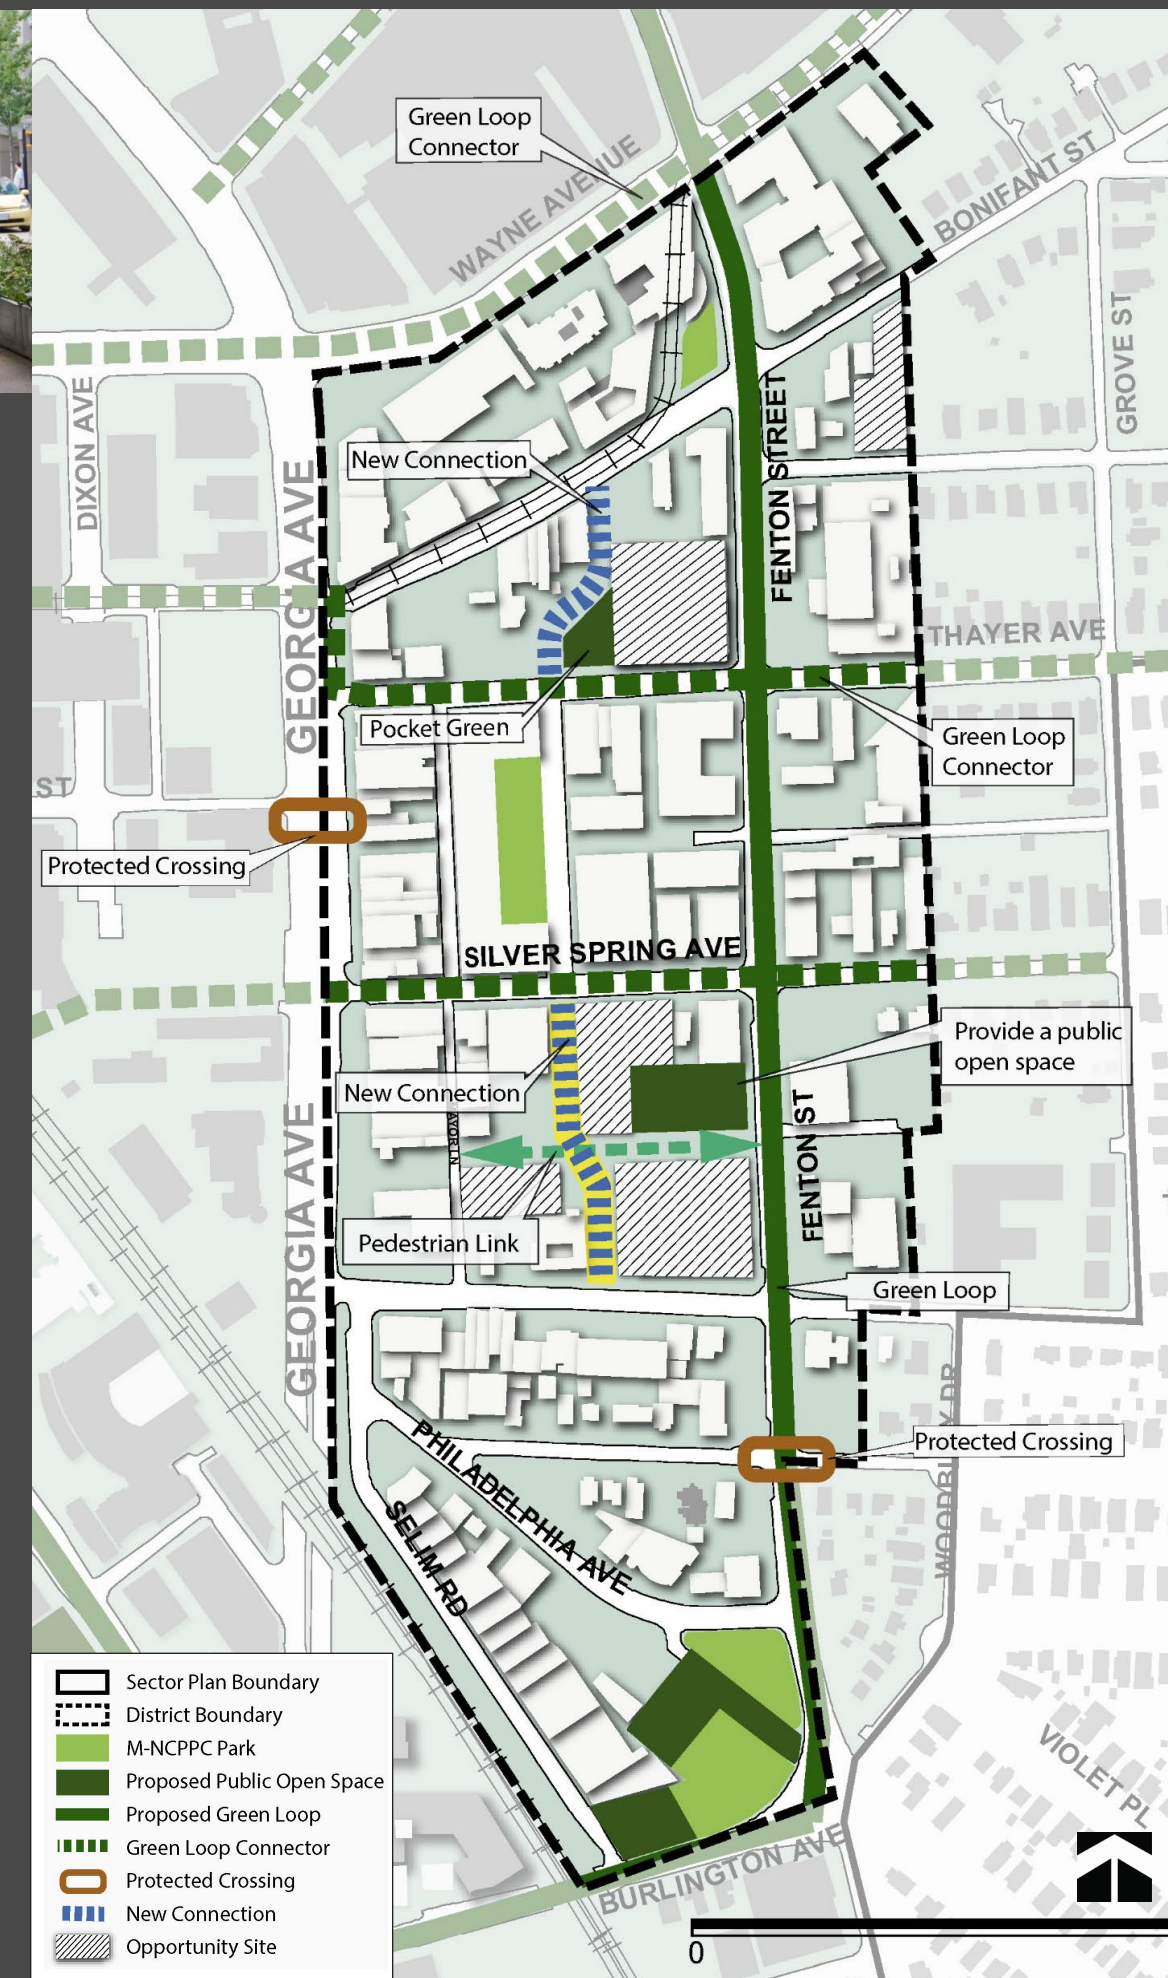 Green Loop
Connector
WAYNE AVENUE
BONIFANT ST
GROVE ST
DIXON AVE
GEORGIA AVE
New Connection
FENTON STREET
THAYER AVE
Pocket Green
Green Loop
Connector
ST
Protected Crossing
SILVER SPRING AVE
Provide a public
open space
New Connection
GEORGIA AVE
FENTON ST
Pedestrian Link
Green Loop
Protected Crossing
PHILADELPHIA AVE
SELIM RD
VIOLET PL
BURLINGTON AVE
Sector Plan Boundary
District Boundary
M-NCPPC Park
Proposed Public Open Space
Proposed Green Loop
Green Loop Connector
Protected Crossing
New Connection
Opportunity Site
0